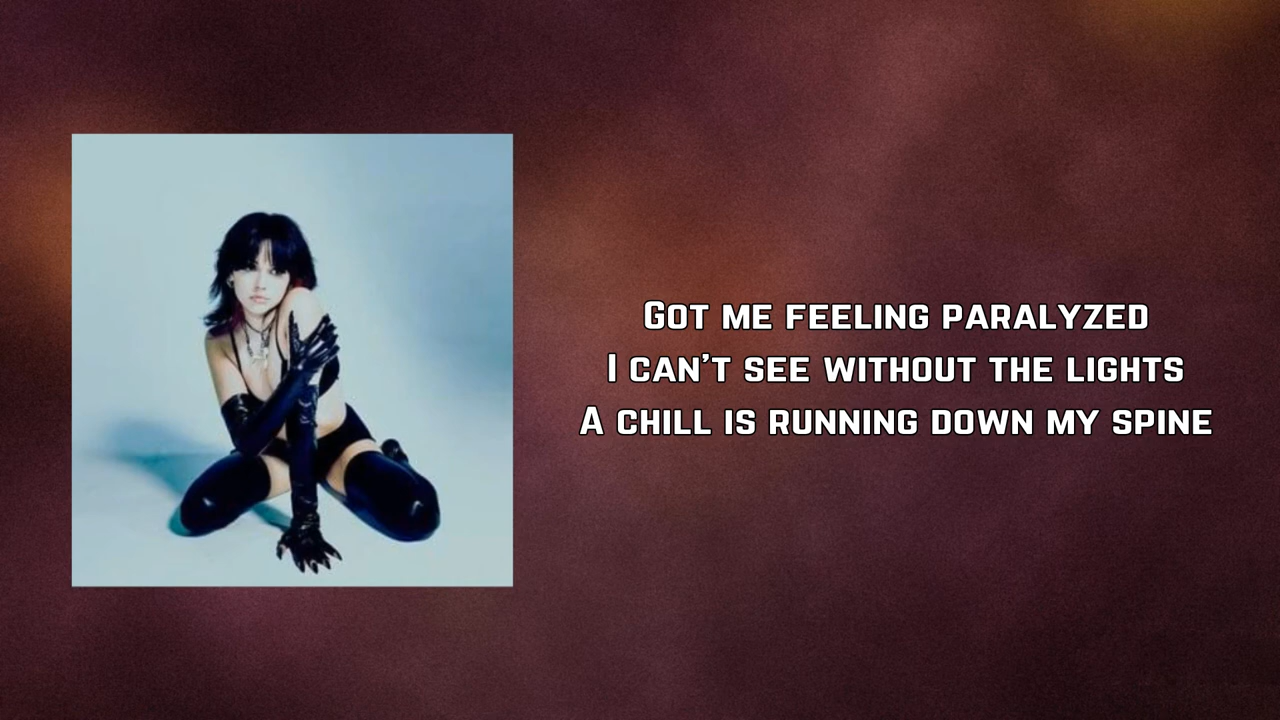 Got me feeling paralyzed
I can't see without the lights
A chill is running down my spine